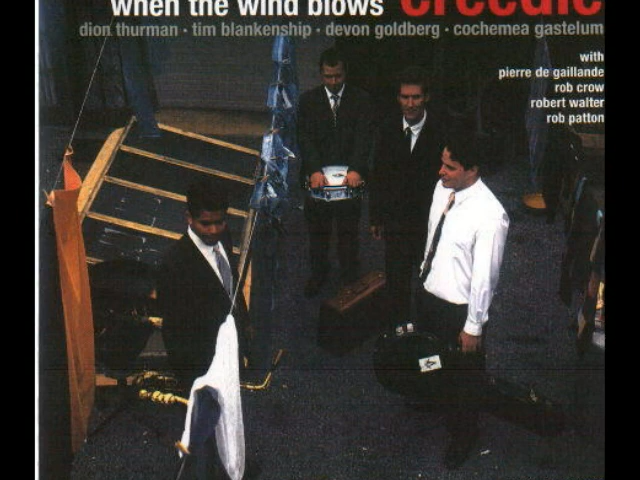 when the wind blows creedle
dion thurman · tim blankenship · devon goldberg · cochemea gastelum
with
pierre de gaillande
rob crow
robert walter
rob patton